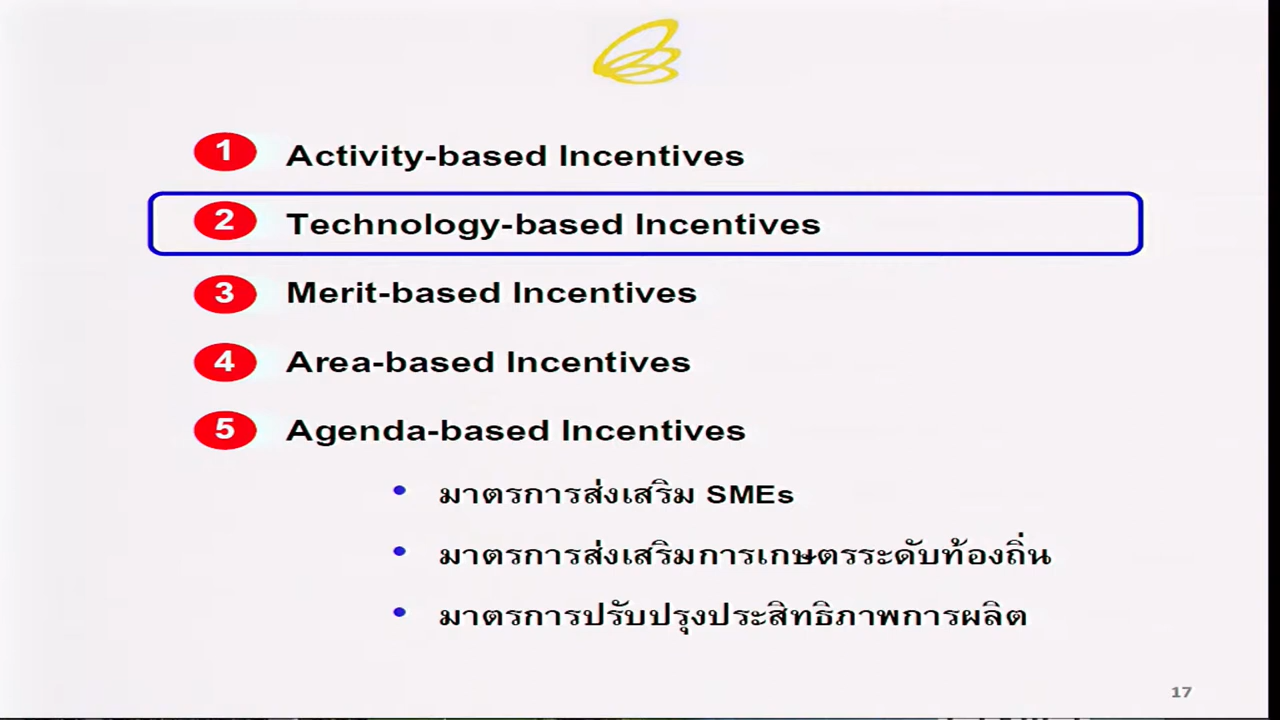 1 Activity-based Incentives
2 Technology-based Incentives
3 Merit-based Incentives
4 Area-based Incentives
5 Agenda-based Incentives
• มาตรการส่งเสริม SMEs
• มาตรการส่งเสริมการเกษตรระดับท้องถิ่น
• มาตรการปรับปรุงประสิทธิภาพการผลิต
17